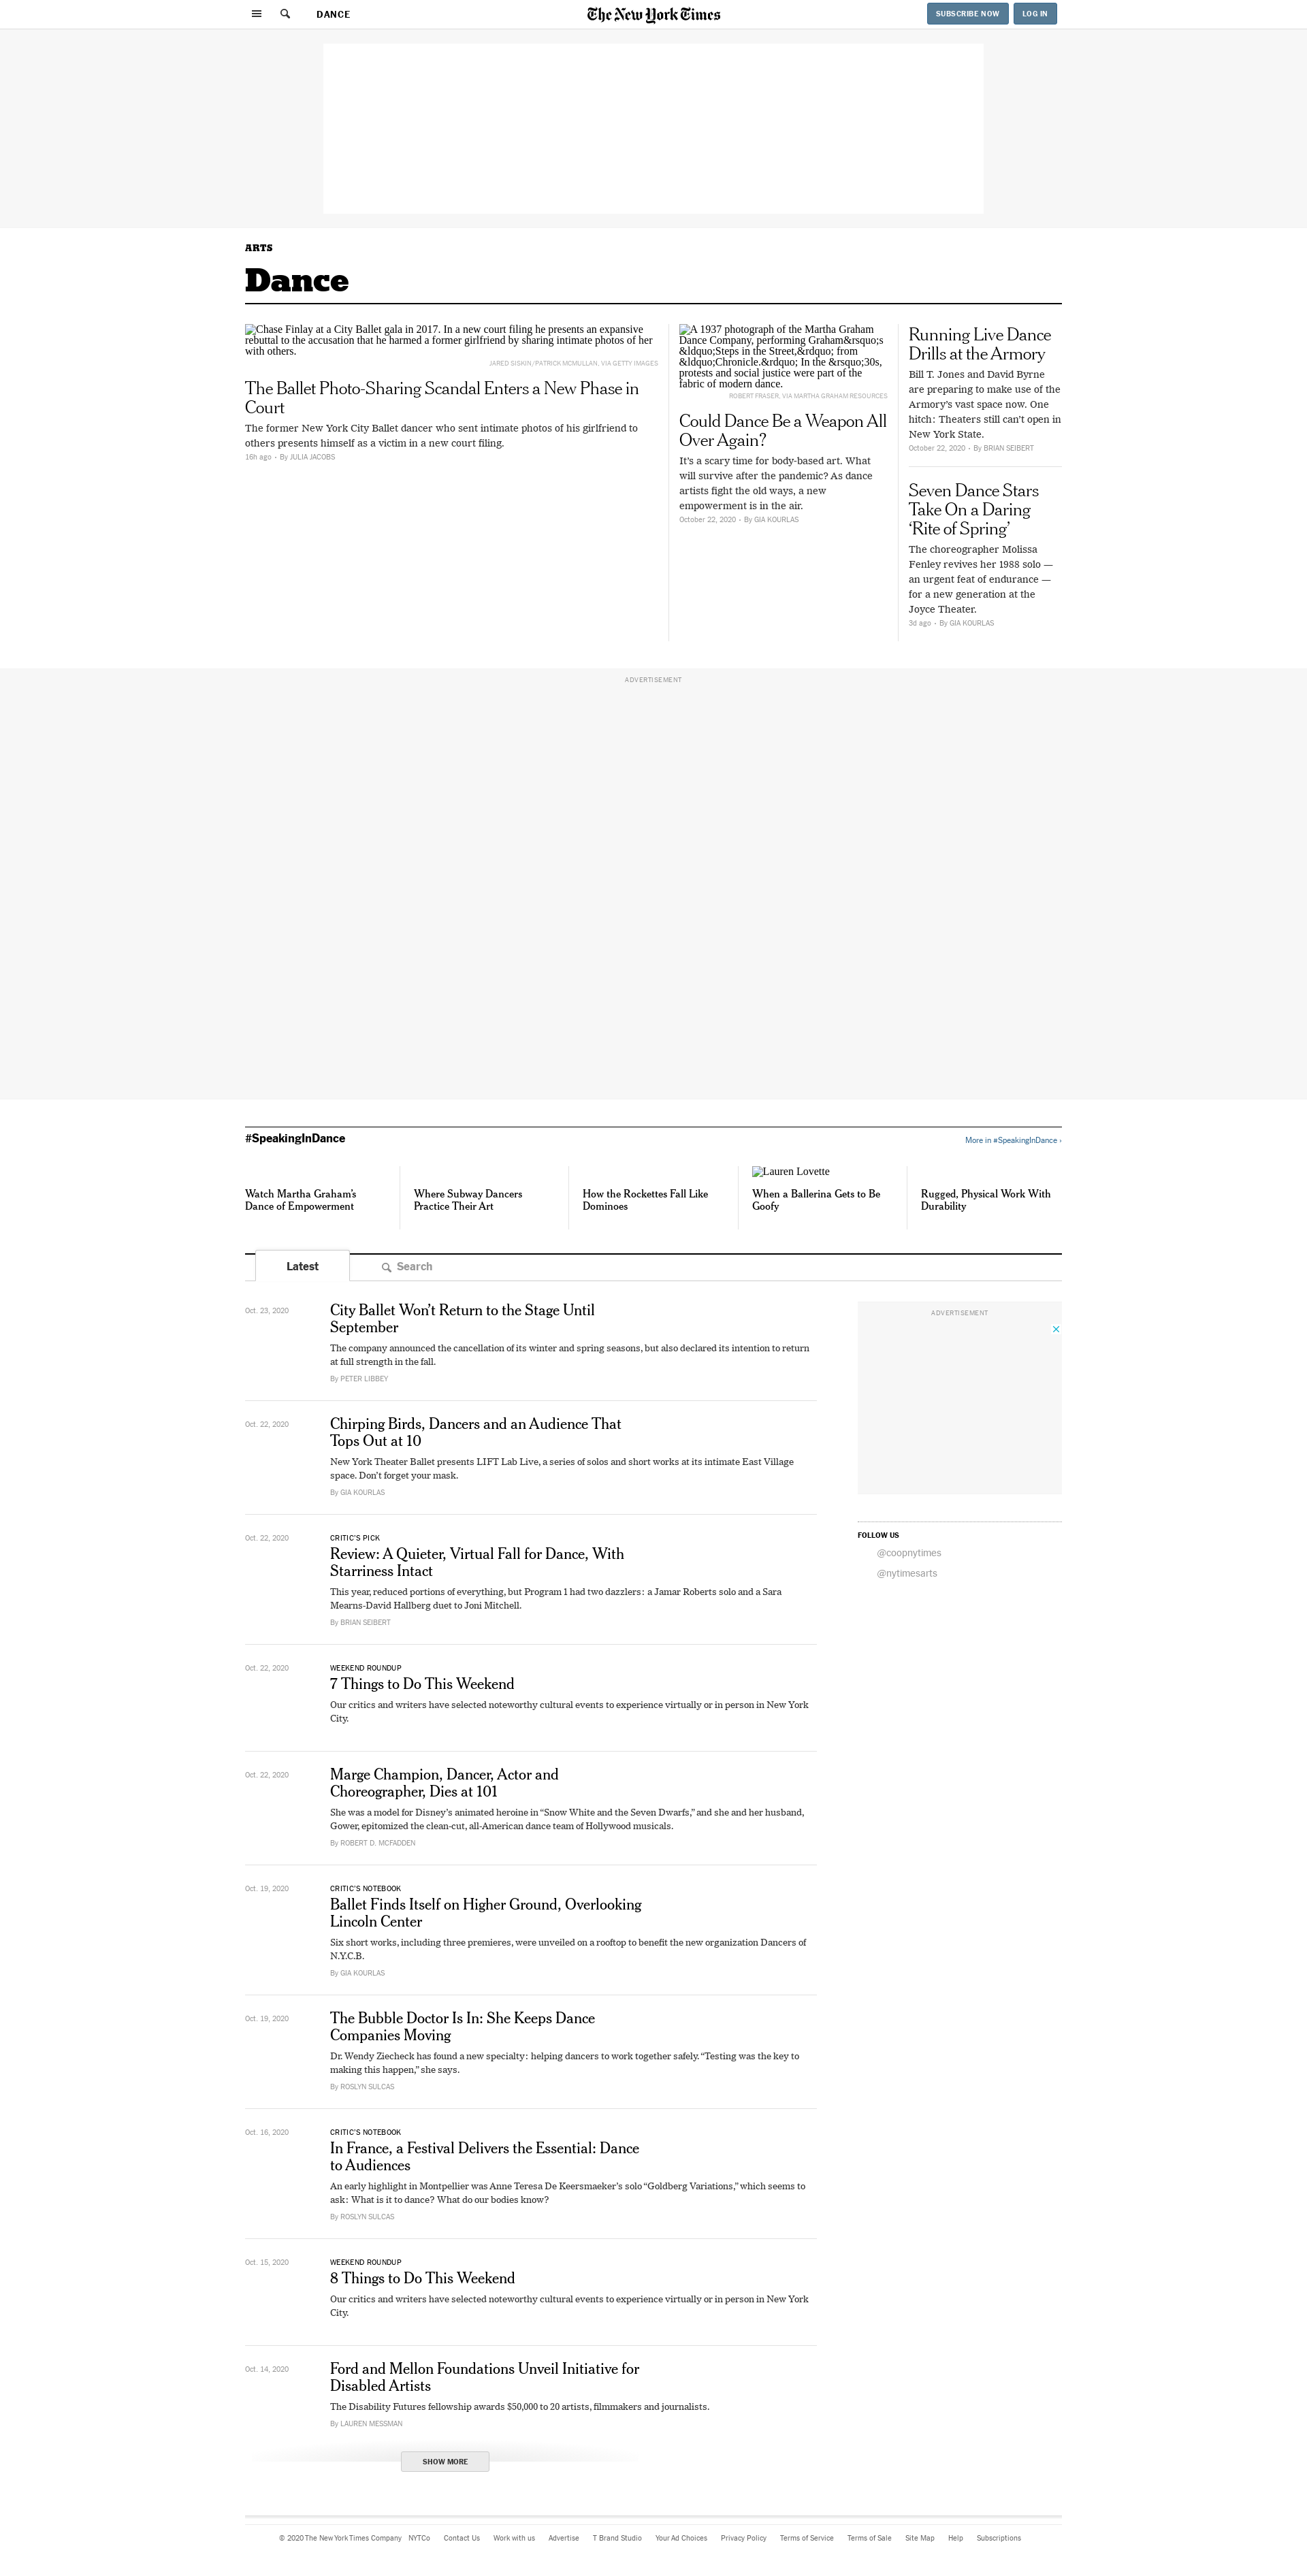 DANCE
The New York Times
SUBSCRIBE NOW
LOG IN
ARTS
Dance
Chase Finlay at a City Ballet gala in 2017. In a new court filing he presents an expansive
rebuttal to the accusation that he harmed a former girlfriend by sharing intimate photos of her
with others.
JARED SISKIN/PATRICK MCMULLAN, VIA GETTY IMAGES
The Ballet Photo-Sharing Scandal Enters a New Phase in
Court
The former New York City Ballet dancer who sent intimate photos of his girlfriend to
others presents himself as a victim in a new court filing.
16h ago • By JULIA JACOBS
A 1937 photograph of the Martha Graham
Dance Company, performing Graham&rsquo;s
&ldquo;Steps in the Street,&rdquo; from
&ldquo;Chronicle.&rdquo; In the &rsquo;30s,
protests and social justice were part of the
fabric of modern dance.
ROBERT FRASER, VIA MARTHA GRAHAM RESOURCES
Could Dance Be a Weapon All
Over Again?
It’s a scary time for body-based art. What
will survive after the pandemic? As dance
artists fight the old ways, a new
empowerment is in the air.
October 22, 2020 • By GIA KOURLAS
Running Live Dance
Drills at the Armory
Bill T. Jones and David Byrne
are preparing to make use of the
Armory’s vast space now. One
hitch: Theaters still can’t open in
New York State.
October 22, 2020 • By BRIAN SEIBERT
Seven Dance Stars
Take On a Daring
‘Rite of Spring’
The choreographer Molissa
Fenley revives her 1988 solo —
an urgent feat of endurance —
for a new generation at the
Joyce Theater.
3d ago • By GIA KOURLAS
ADVERTISEMENT
#SpeakingInDance
More in #SpeakingInDance ›
Watch Martha Graham’s
Dance of Empowerment
Where Subway Dancers
Practice Their Art
How the Rockettes Fall Like
Dominoes
Lauren Lovette
When a Ballerina Gets to Be
Goofy
Rugged, Physical Work With
Durability
Latest
Search
Oct. 23, 2020
City Ballet Won’t Return to the Stage Until
September
The company announced the cancellation of its winter and spring seasons, but also declared its intention to return
at full strength in the fall.
By PETER LIBBEY
Oct. 22, 2020
Chirping Birds, Dancers and an Audience That
Tops Out at 10
New York Theater Ballet presents LIFT Lab Live, a series of solos and short works at its intimate East Village
space. Don’t forget your mask.
By GIA KOURLAS
Oct. 22, 2020
CRITIC’S PICK
Review: A Quieter, Virtual Fall for Dance, With
Starriness Intact
This year, reduced portions of everything, but Program 1 had two dazzlers: a Jamar Roberts solo and a Sara
Mearns-David Hallberg duet to Joni Mitchell.
By BRIAN SEIBERT
Oct. 22, 2020
WEEKEND ROUNDUP
7 Things to Do This Weekend
Our critics and writers have selected noteworthy cultural events to experience virtually or in person in New York
City.
Oct. 22, 2020
Marge Champion, Dancer, Actor and
Choreographer, Dies at 101
She was a model for Disney’s animated heroine in “Snow White and the Seven Dwarfs,” and she and her husband,
Gower, epitomized the clean-cut, all-American dance team of Hollywood musicals.
By ROBERT D. MCFADDEN
Oct. 19, 2020
CRITIC’S NOTEBOOK
Ballet Finds Itself on Higher Ground, Overlooking
Lincoln Center
Six short works, including three premieres, were unveiled on a rooftop to benefit the new organization Dancers of
N.Y.C.B.
By GIA KOURLAS
Oct. 19, 2020
The Bubble Doctor Is In: She Keeps Dance
Companies Moving
Dr. Wendy Ziecheck has found a new specialty: helping dancers to work together safely. “Testing was the key to
making this happen,” she says.
By ROSLYN SULCAS
Oct. 16, 2020
CRITIC’S NOTEBOOK
In France, a Festival Delivers the Essential: Dance
to Audiences
An early highlight in Montpellier was Anne Teresa De Keersmaeker’s solo “Goldberg Variations,” which seems to
ask: What is it to dance? What do our bodies know?
By ROSLYN SULCAS
Oct. 15, 2020
WEEKEND ROUNDUP
8 Things to Do This Weekend
Our critics and writers have selected noteworthy cultural events to experience virtually or in person in New York
City.
Oct. 14, 2020
Ford and Mellon Foundations Unveil Initiative for
Disabled Artists
The Disability Futures fellowship awards $50,000 to 20 artists, filmmakers and journalists.
By LAUREN MESSMAN
SHOW MORE
ADVERTISEMENT
FOLLOW US
@coopnytimes
@nytimesarts
© 2020 The New York Times Company NYTCo Contact Us Work with us Advertise T Brand Studio Your Ad Choices Privacy Policy Terms of Service Terms of Sale Site Map Help Subscriptions